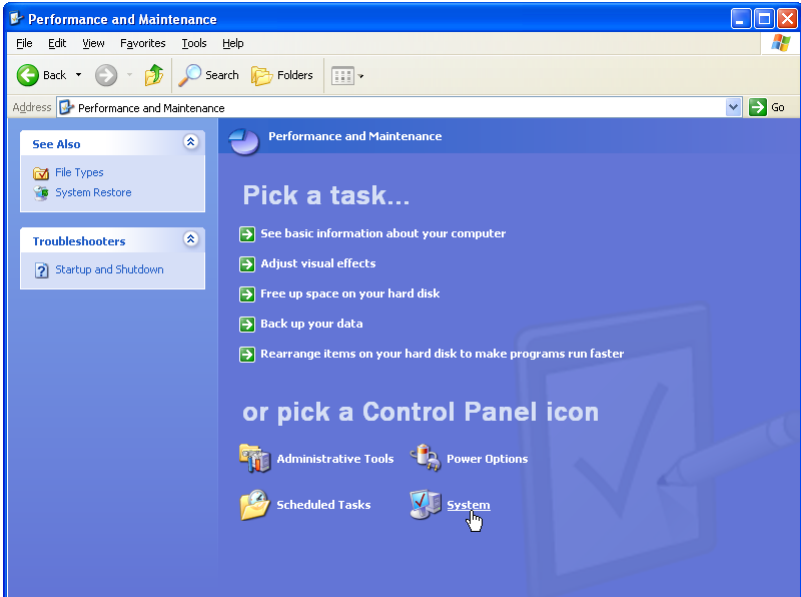 Performance and Maintenance
File Edit View Favorites Tools Help
Back Search Folders
Address Performance and Maintenance Go
See Also
File Types
System Restore
Troubleshooters
Startup and Shutdown
Performance and Maintenance
Pick a task...
See basic information about your computer
Adjust visual effects
Free up space on your hard disk
Back up your data
Rearrange items on your hard disk to make programs run faster
or pick a Control Panel icon
Administrative Tools Power Options
Scheduled Tasks System